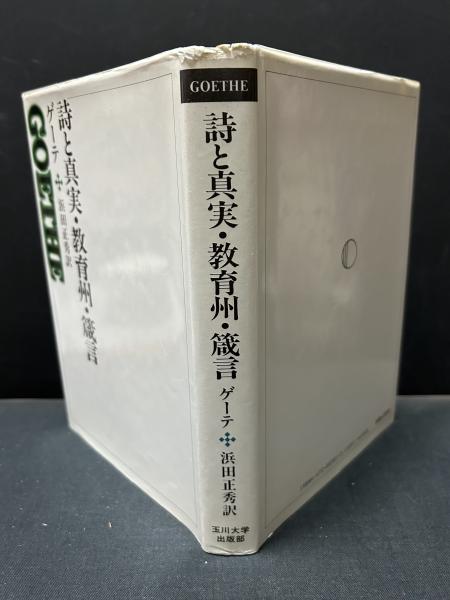 GOETHE
詩と真実・教育州・箴言
ゲーテ
浜田正秀訳
GOETHE
詩と真実・教育州・箴言
ゲーテ
浜田正秀訳
玉川大学
出版部